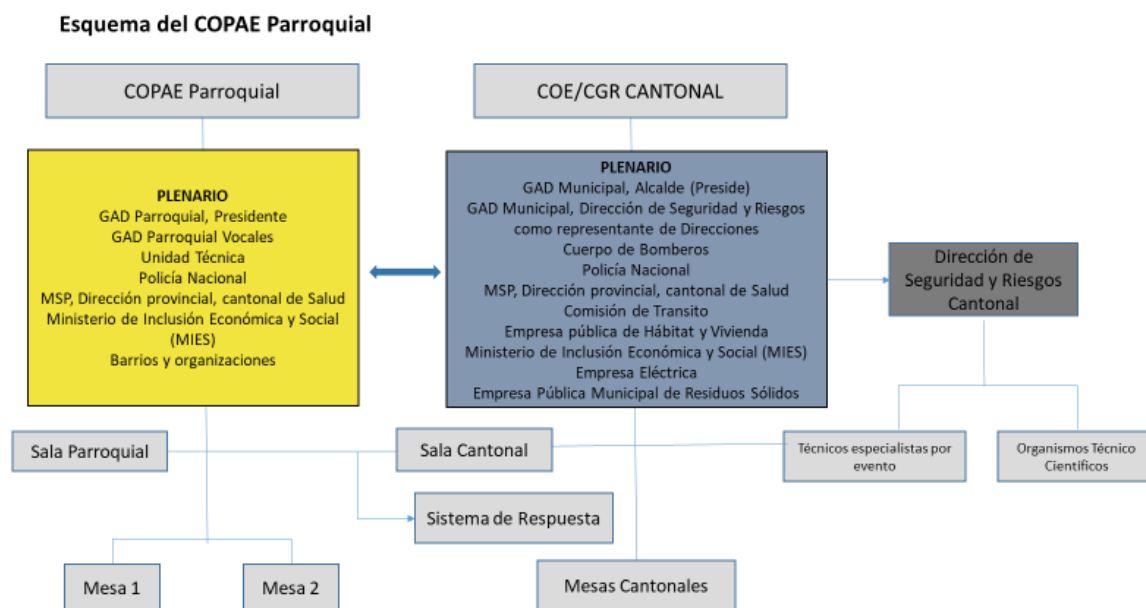 Esquema del COPAE Parroquial
COPAE Parroquial
COE/CGR CANTONAL
PLENARIO
GAD Parroquial, Presidente
GAD Parroquial Vocales
Unidad Técnica
Policía Nacional
MSP, Dirección provincial, cantonal de Salud
Ministerio de Inclusión Económica y Social
(MIES)
Barrios y organizaciones
PLENARIO
GAD Municipal, Alcalde (Preside)
GAD Municipal, Dirección de Seguridad y Riesgos
como representante de Direcciones
Cuerpo de Bomberos
Policía Nacional
MSP, Dirección provincial, cantonal de Salud
Comisión de Transito
Empresa pública de Hábitat y Vivienda
Ministerio de Inclusión Económica y Social (MIES)
Empresa Eléctrica
Empresa Pública Municipal de Residuos Sólidos
Dirección de
Seguridad y Riesgos
Cantonal
Sala Parroquial
Sala Cantonal
Técnicos especialistas por
evento
Organismos Técnico
Científicos
Sistema de Respuesta
Mesa 1
Mesa 2
Mesas Cantonales